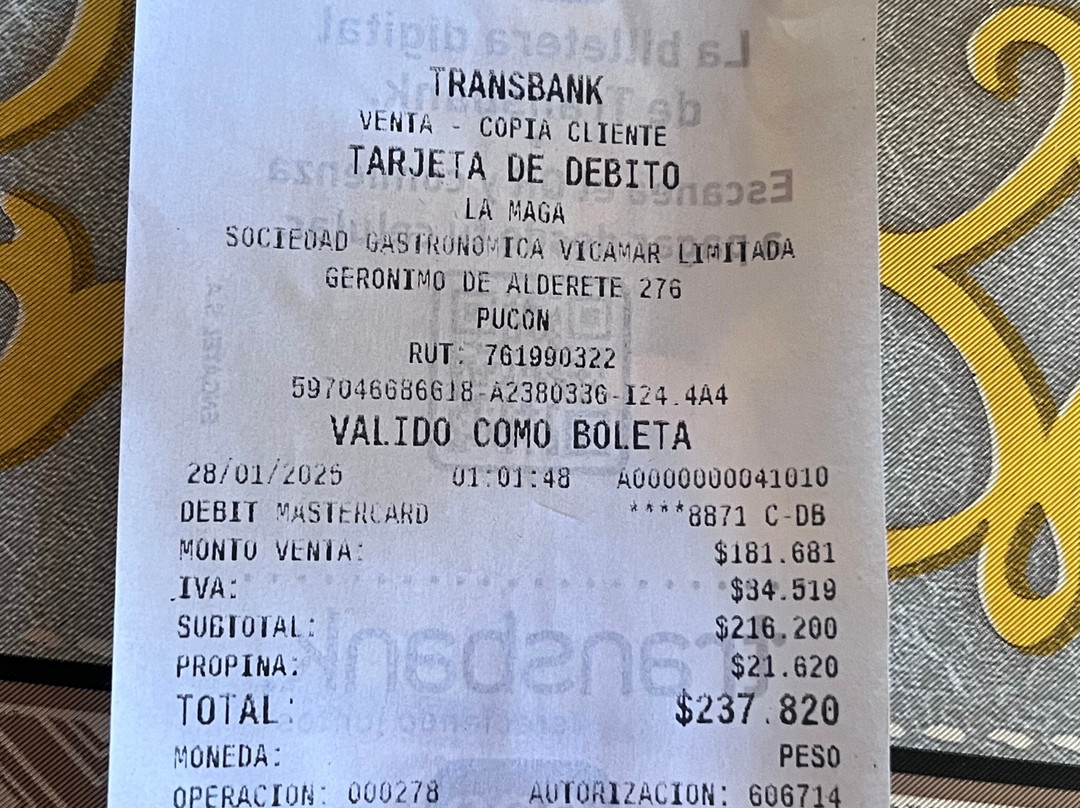 TRANSBANK
VENTA - COPIA CLIENTE
TARJETA DE DEBITO
LA MAGA
SOCIEDAD GASTRONOMICA VICAMAR LIMITADA
GERONIMO DE ALDERETE 276
PUCON
RUT: 761990322
597046686618-A2380336-I24.4A4
VALIDO COMO BOLETA
28/01/2025 01:01:48 A0000000041010
DEBIT MASTERCARD ****8871 C-DB
MONTO VENTA: $181.681
IVA: $34.519
SUBTOTAL: $216.200
PROPINA: $21.620
TOTAL: $237.820
MONEDA: PESO
OPERACION: 000278 AUTORIZACION: 606714